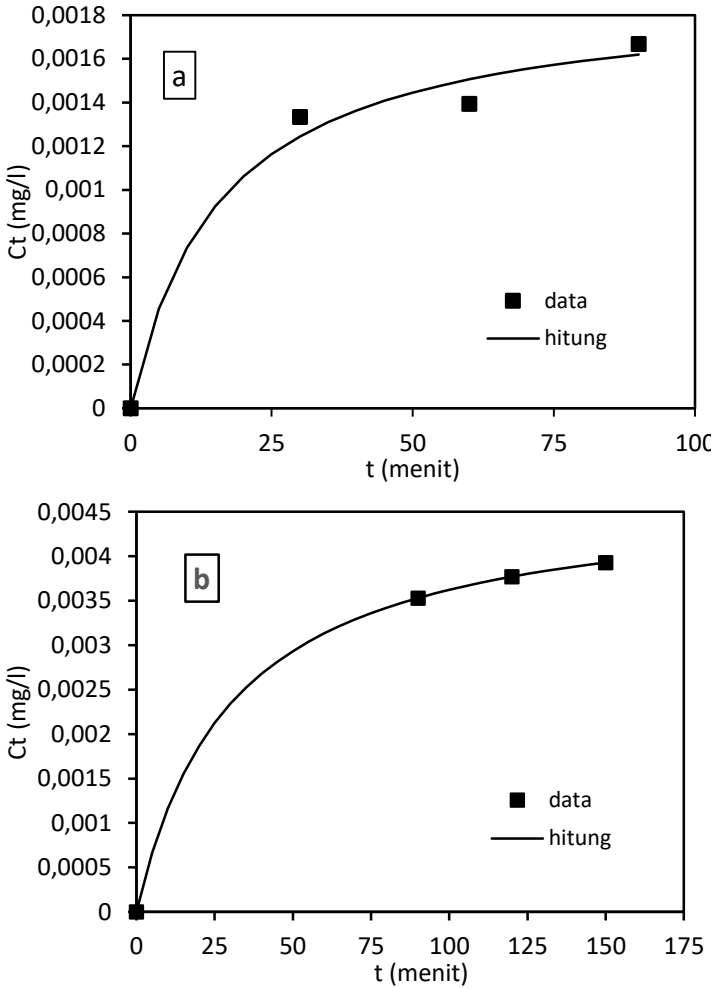 0,0018
0,0016
0,0014
0,0012
0,001
0,0008
0,0006
0,0004
0,0002
0
Ct (mg/l)
a
data
hitung
0 25 50 75 100
t (menit)
0,0045
0,004
0,0035
0,003
0,0025
0,002
0,0015
0,001
0,0005
0
Ct (mg/l)
b
data
hitung
0 25 50 75 100 125 150 175
t (menit)